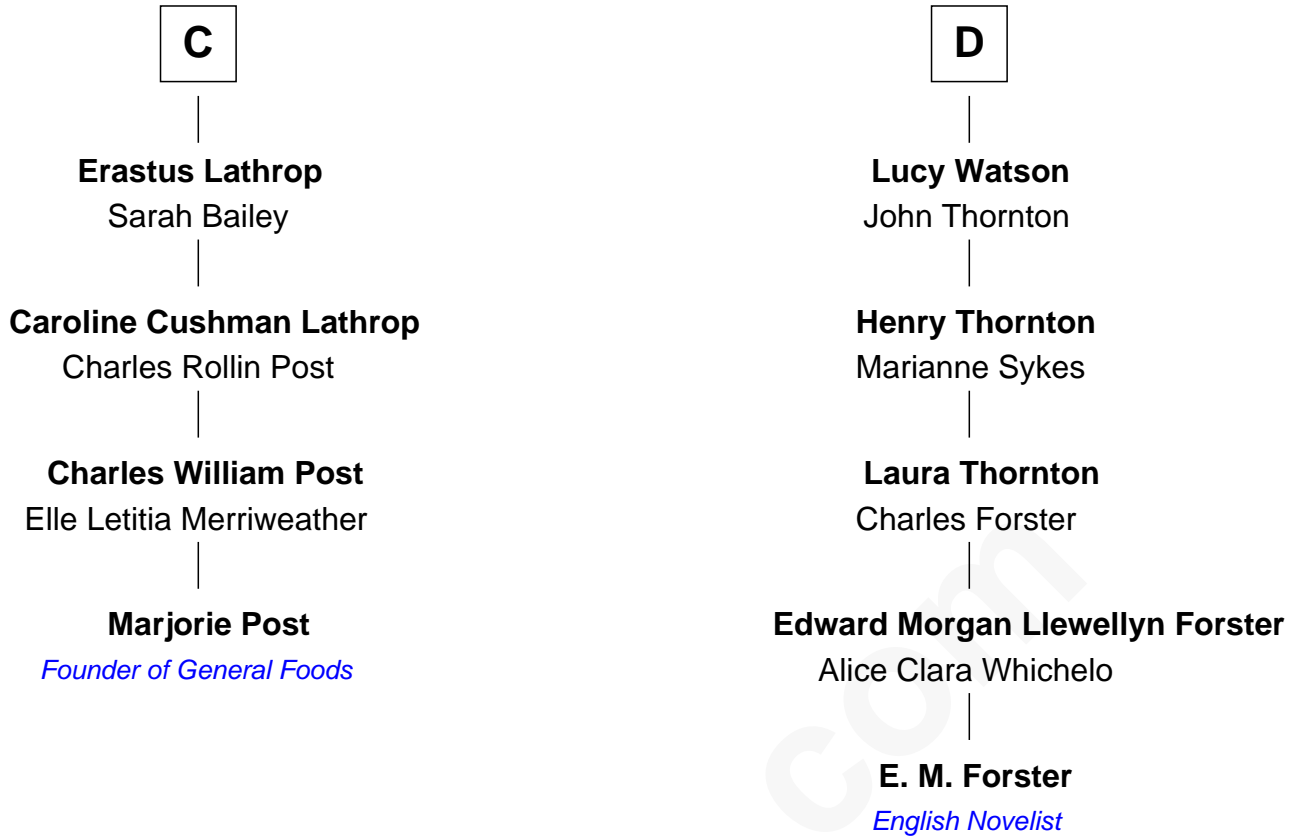 C
Erastus Lathrop
Sarah Bailey
Caroline Cushman Lathrop
Charles Rollin Post
Charles William Post
Elle Letitia Merriweather
Marjorie Post
Founder of General Foods
D
Lucy Watson
John Thornton
Henry Thornton
Marianne Sykes
Laura Thornton
Charles Forster
Edward Morgan Llewellyn Forster
Alice Clara Whichelo
E. M. Forster
English Novelist
com